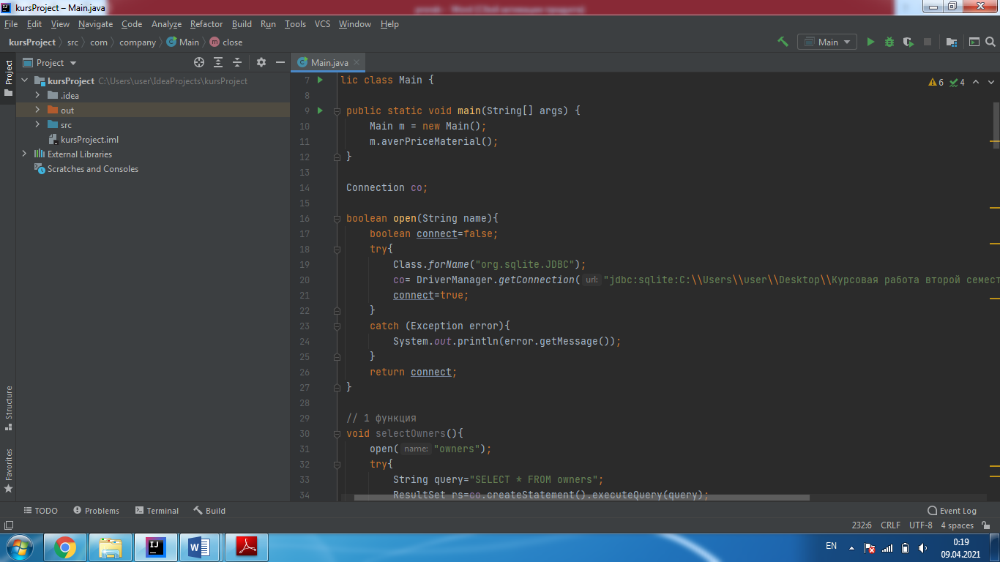 kursProject – Main.java
File Edit View Navigate Code Analyze Refactor Build Run Tools VCS Window Help
kursProject src com company Main m close
Main
Project
Main.java
kursProject C:\Users\user\IdeaProjects\kursProject
.idea
out
src
kursProject.iml
External Libraries
Scratches and Consoles
Project
Structure
Favorites
6 4
7 lic class Main {
8
9 public static void main(String[] args) {
10 Main m = new Main();
11 m.averPriceMaterial();
12 }
13
14 Connection co;
15
16 boolean open(String name){
17 boolean connect=false;
18 try{
19 Class.forName("org.sqlite.JDBC");
20 co= DriverManager.getConnection( url: "jdbc:sqlite:C:\\Users\\user\\Desktop\\Курсовая работа второй семест
21 connect=true;
22 }
23 catch (Exception error){
24 System.out.println(error.getMessage());
25 }
26 return connect;
27 }
28
29 // 1 функция
30 void selectOwners(){
31 open( name: "owners");
32 try{
33 String query="SELECT * FROM owners";
34 ResultSet rs=co.createStatement().executeQuery(query);
TODO Problems Terminal Build Event Log
232:6 CRLF UTF-8 4 spaces
EN 0:19
09.04.2021